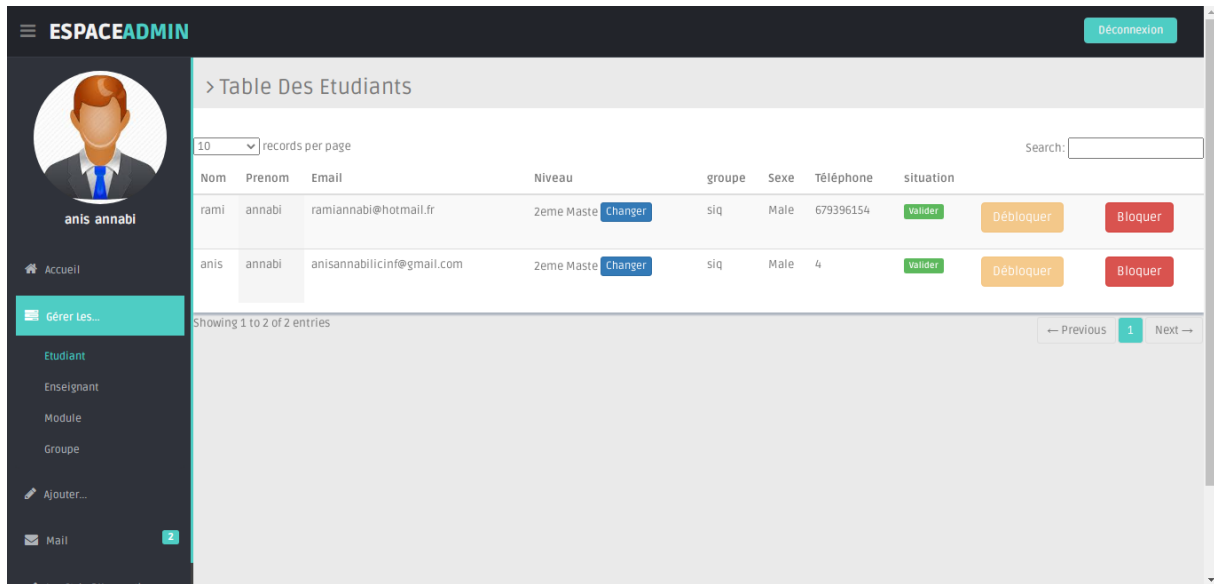 ESPACEADMIN
Déconnexion
anis annabi
Accueil
Gérer Les...
Etudiant
Enseignant
Module
Groupe
Ajouter...
Mail 2
> Table Des Etudiants
10 records per page Search:
Nom Prenom Email Niveau groupe Sexe Téléphone situation
rami annabi ramiannabi@hotmail.fr 2eme Maste Changer siq Male 679396154 Valider Débloquer Bloquer
anis annabi anisannabilicinf@gmail.com 2eme Maste Changer siq Male 4 Valider Débloquer Bloquer
Showing 1 to 2 of 2 entries
← Previous 1 Next →